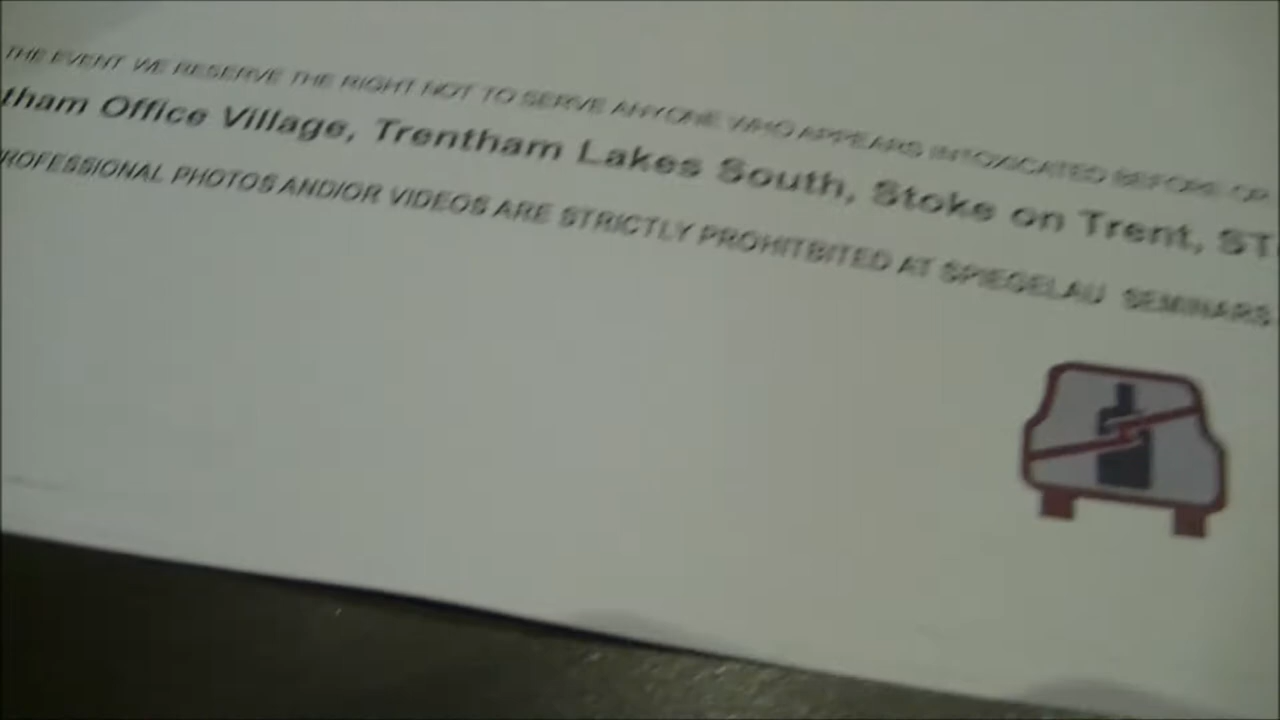 THE EVENT WE RESERVE THE RIGHT NOT TO SERVE ANYONE WHO APPEARS INTOXICATED BEFORE OR
tham Office Village, Trentham Lakes South, Stoke on Trent, ST
ROFESSIONAL PHOTOS AND/OR VIDEOS ARE STRICTLY PROHITBITED AT SPIEGELAU SEMINARS